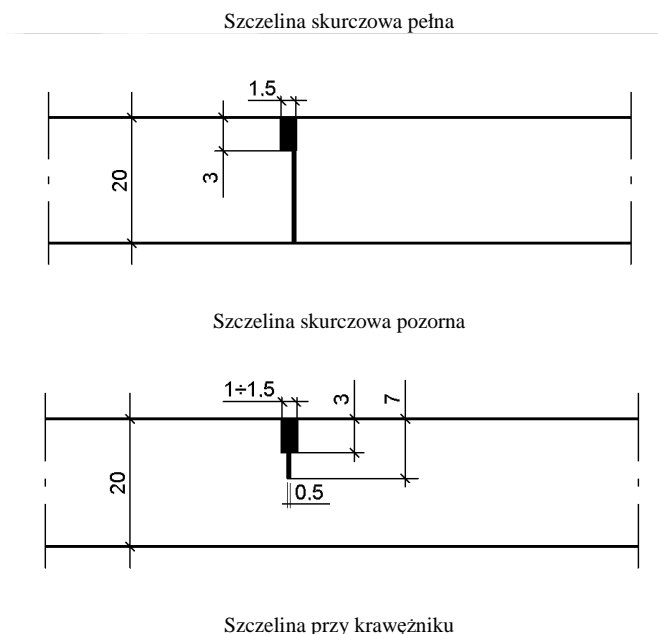 Szczelina skurczowa pełna
1.5
20
3
Szczelina skurczowa pozorna
1÷1.5
3
7
20
0.5
Szczelina przy krawężniku